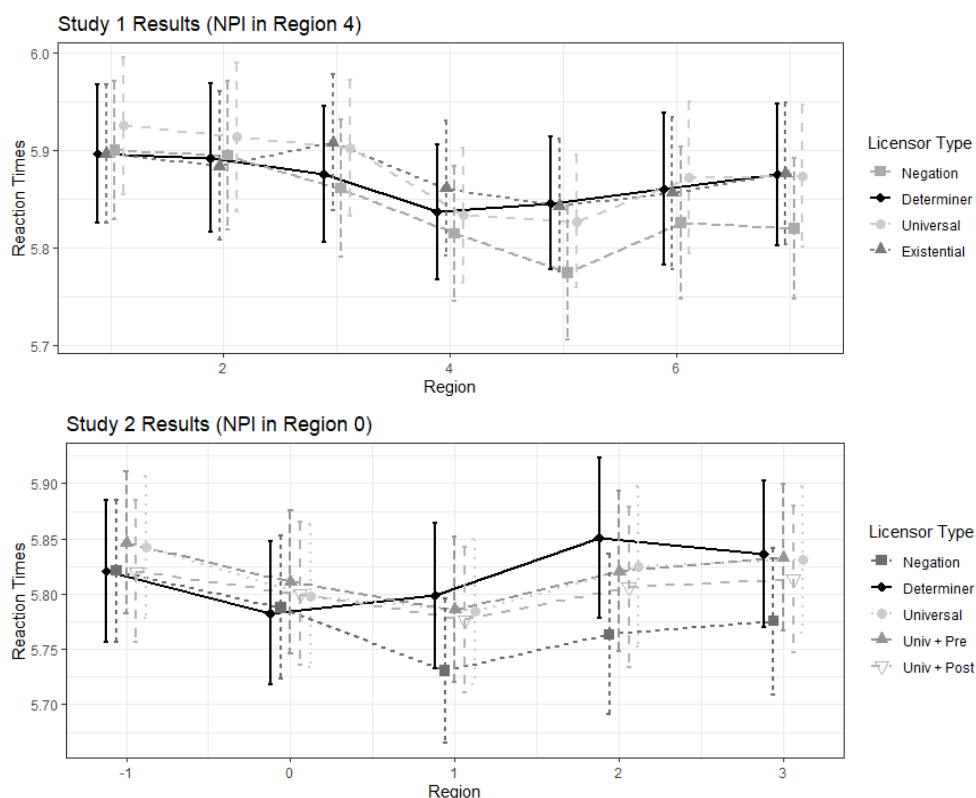 Study 1 Results (NPI in Region 4)
6.0
5.9
5.8
5.7
Reaction Times
2
4
6
Region
Licensor Type
Negation
Determiner
Universal
Existential
Study 2 Results (NPI in Region 0)
5.90
5.85
5.80
5.75
5.70
Reaction Times
-1
0
1
2
3
Region
Licensor Type
Negation
Determiner
Universal
Univ + Pre
Univ + Post